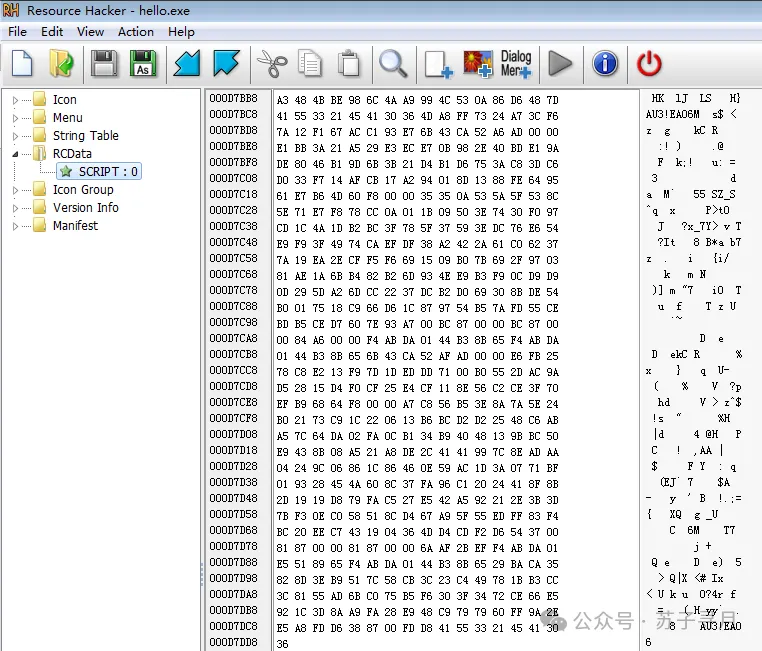 Resource Hacker - hello.exe
File Edit View Action Help
As
Dialog
Menu
Icon
Menu
String Table
RCData
SCRIPT : 0
Icon Group
Version Info
Manifest
000D7BB8 A3 48 4B BE 98 6C 4A A9 99 4C 53 0A 86 D6 48 7D HK lJ LS H}
000D7BC8 41 55 33 21 45 41 30 36 4D A8 FF 73 24 A7 3C F6 AU3!EA06M s$ <
000D7BD8 7A 12 F1 67 AC C1 93 E7 6B 43 CA 52 A6 AD 00 00 z g kC R
000D7BE8 E1 BB 3A 21 A5 29 E3 EC E7 0B 98 2E 40 BD E1 9A :! ) .@
000D7BF8 DE 80 46 B1 9D 6B 3B 21 D4 B1 D6 75 3A C8 3D C6 F k;! u: =
000D7C08 D0 33 F7 14 AF CB 17 A2 94 01 8D 13 88 FE 64 95 3 d
000D7C18 61 E7 B6 4D 60 F8 00 00 35 35 0A 53 5A 5F 53 8C a M` 55 SZ_S
000D7C28 5E 71 E7 F8 78 CC 0A 01 1B 09 50 3E 74 30 F0 97 ^q x P>t0
000D7C38 CD 1C 4A 1D B2 BC 3F 78 5F 37 59 3E DC 76 E6 54 J ?x_7Y> v T
000D7C48 E9 F9 3F 49 74 CA EF DF 38 A2 42 2A 61 C0 62 37 ?It 8 B*a b7
000D7C58 7A 19 EA 2E CF F5 F6 69 15 09 B0 7B 69 2F 97 03 z . i {i/
000D7C68 81 AE 1A 6B B4 82 B2 6D 93 4E E9 B3 F9 0C D9 D9 k m N
000D7C78 0D 29 5D A2 6D CC 22 37 DC B2 D0 69 30 8B DE 54 )] m "7 i0 T
000D7C88 B0 01 75 18 C9 66 D6 1C 87 97 54 B5 7A FD 55 CE u f T z U
000D7C98 BD B5 CE D7 60 7E 93 A7 00 BC 87 00 00 BC 87 00 `~
000D7CA8 00 84 A6 00 00 F4 AB DA 01 44 B3 8B 65 F4 AB DA D e
000D7CB8 01 44 B3 8B 65 6B 43 CA 52 AF AD 00 00 E6 FB 25 D ekC R %
000D7CC8 78 C8 E2 13 F9 7D 1D ED DD 71 00 B0 55 2D AC 9A x } q U-
000D7CD8 D5 28 15 D4 F0 CF 25 E4 CF 11 8E 56 C2 CE 3F 70 ( % V ?p
000D7CE8 EF B9 68 64 F8 00 00 A7 C8 56 B5 3E 8A 7A 5E 24 hd V > z^$
000D7CF8 B0 21 73 C9 1C 22 06 13 B6 BC D2 D2 25 48 C6 AB !s " %H
000D7D08 A5 7C 64 DA 02 FA 0C B1 34 B9 40 48 13 9B BC 50 |d 4 @H P
000D7D18 E9 43 8B 08 A5 21 A8 DE 2C 41 41 99 7C 8E AD AA C ! ,AA |
000D7D28 04 24 9C 06 86 1C 86 46 0E 59 AC 1D 3A 07 71 BF $ F Y : q
000D7D38 01 93 28 45 4A 60 8C 37 FA 96 C1 20 24 41 8F 8B (EJ` 7 $A
000D7D48 2D 19 19 D8 79 FA C5 27 E5 42 A5 92 21 2E 3B 3D - y ' B !.;=
000D7D58 7B F3 0E C0 58 51 8C D4 67 A9 5F 55 ED FF 83 F4 { XQ g _U
000D7D68 BC 20 EE C7 43 19 04 36 4D D4 CD F2 D6 54 37 00 C 6M T7
000D7D78 81 87 00 00 81 87 00 00 6A AF 2B EF F4 AB DA 01 j +
000D7D88 E5 51 89 65 F4 AB DA 01 44 B3 8B 65 29 BA CA 35 Q e D e) 5
000D7D98 82 8D 3E B9 51 7C 58 CB 3C 23 C4 49 78 1B B3 CC > Q|X <# Ix
000D7DA8 3C 81 55 AD 6B C0 75 B5 F6 30 3F 34 72 CE 66 E5 < U k u 0?4r f
000D7DB8 92 1C 3D 8A A9 FA 28 E9 48 C9 79 79 60 FF 9A 2E = ( H yy` .
000D7DC8 E5 A8 FD D6 38 87 00 FD D8 41 55 33 21 45 41 30 8 AU3!EA0
000D7DD8 36 6
公众号 · 苏子寻月